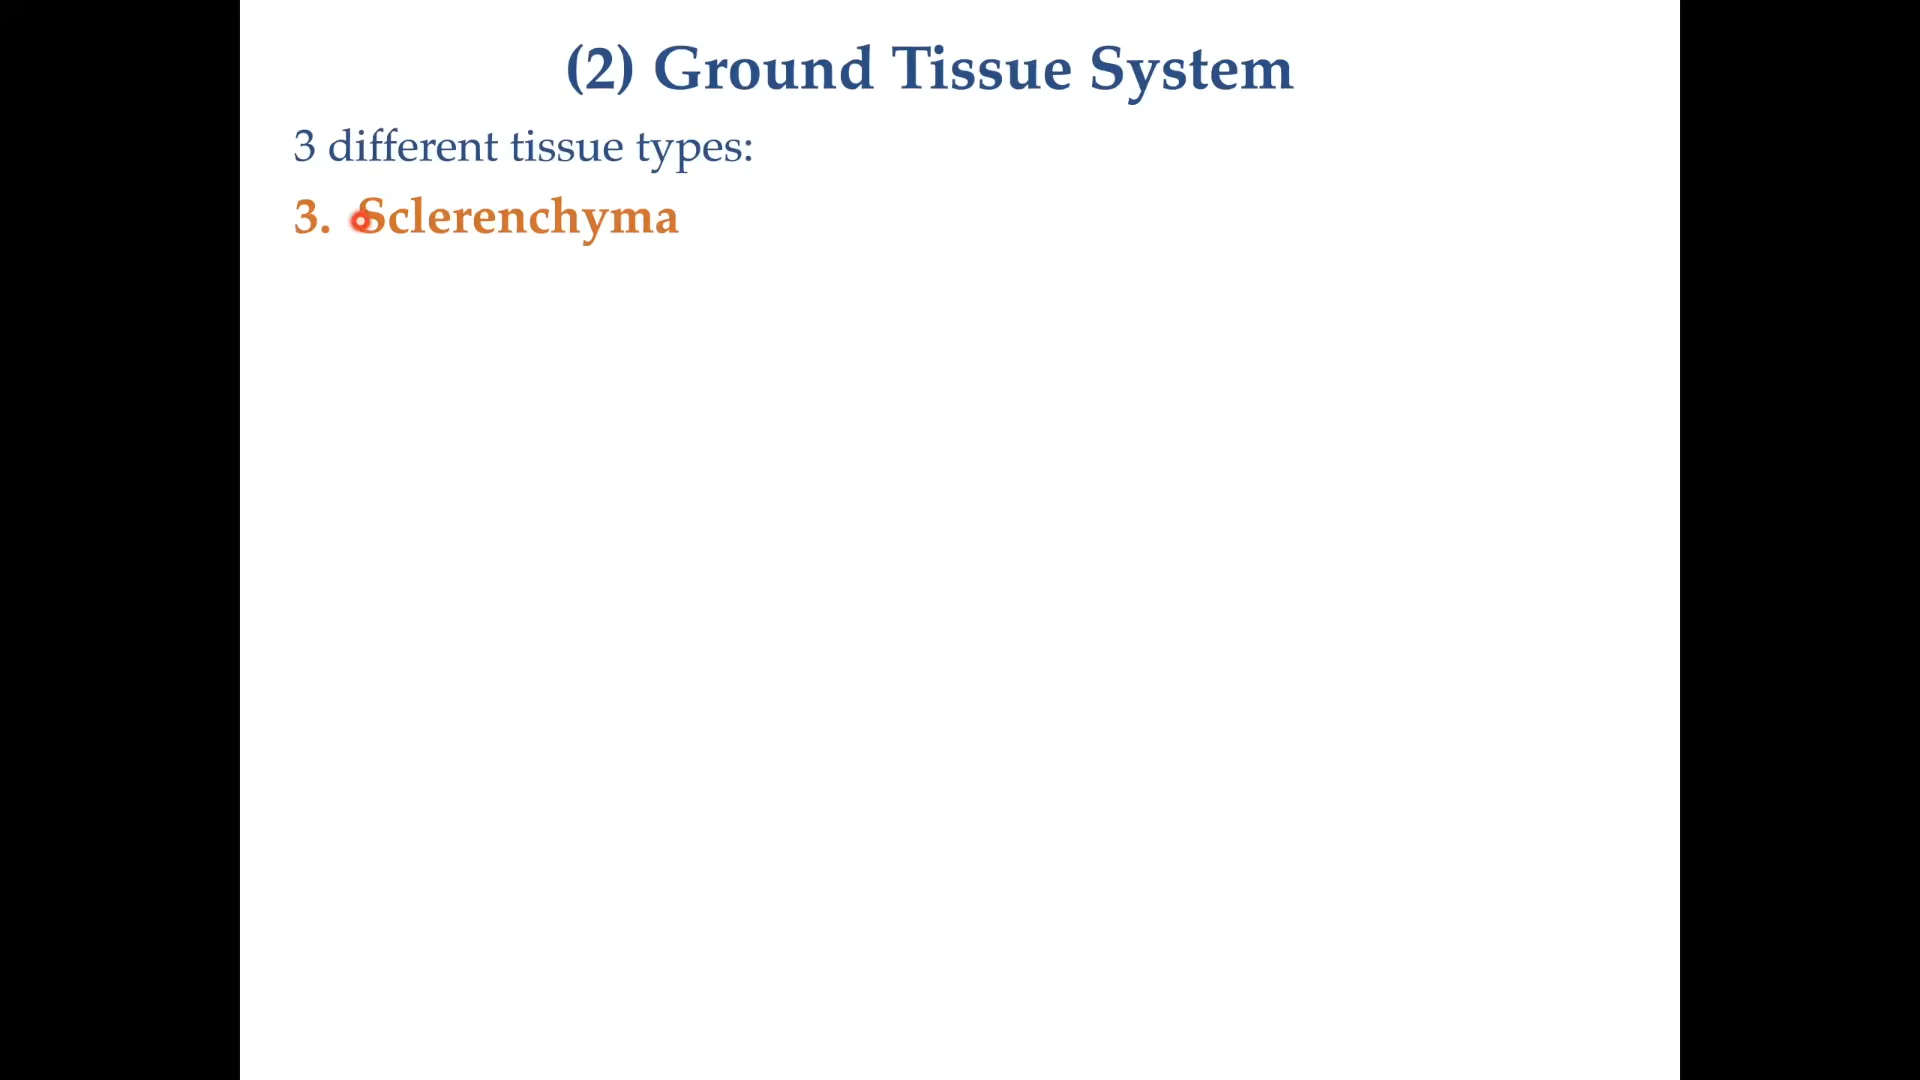 (2) Ground Tissue System
3 different tissue types:
3. Sclerenchyma